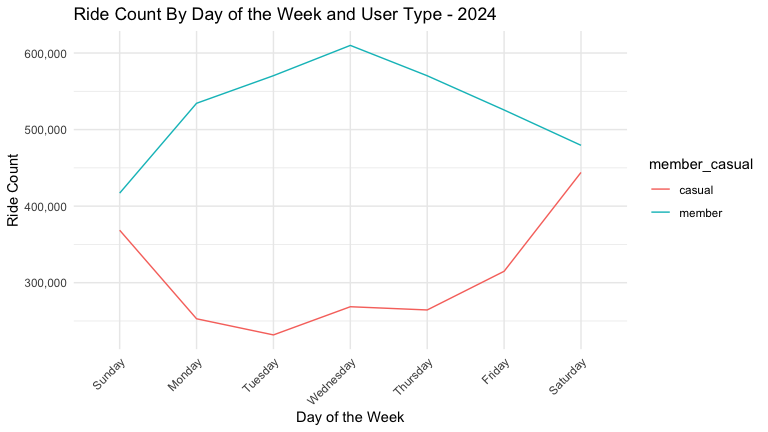 Ride Count By Day of the Week and User Type - 2024
600,000
500,000
400,000
300,000
Ride Count
Sunday
Monday
Tuesday
Wednesday
Thursday
Friday
Saturday
Day of the Week
member_casual
casual
member